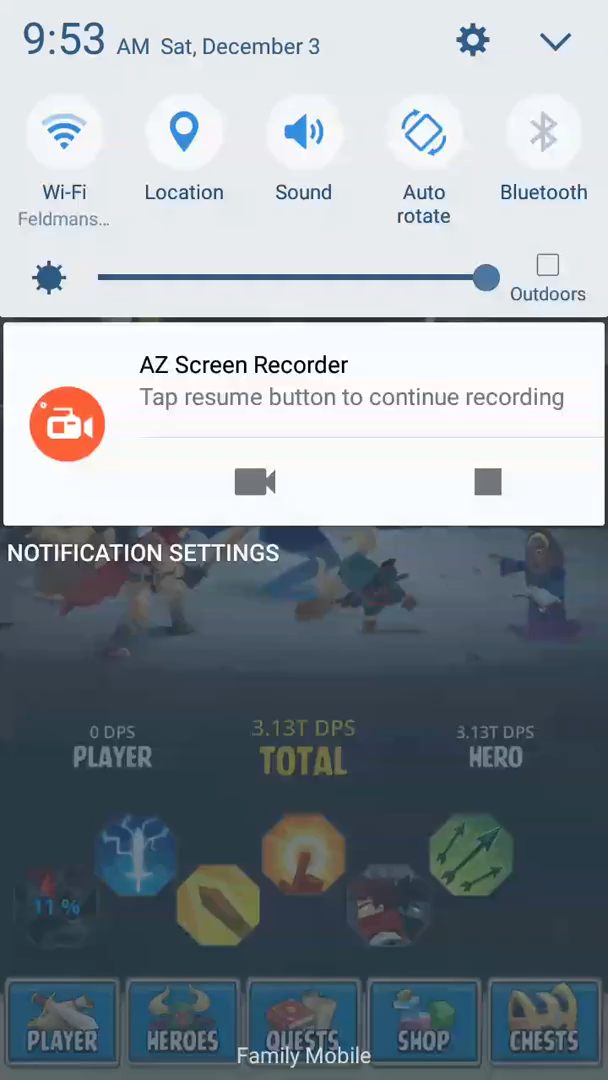 9:53 AM Sat, December 3
Wi-Fi
Feldmans...
Location
Sound
Auto
rotate
Bluetooth
Outdoors
AZ Screen Recorder
Tap resume button to continue recording
NOTIFICATION SETTINGS
0 DPS
PLAYER
3.13T DPS
TOTAL
3.13T DPS
HERO
11 %
PLAYER
HEROES
QUESTS
SHOP
CHESTS
Family Mobile